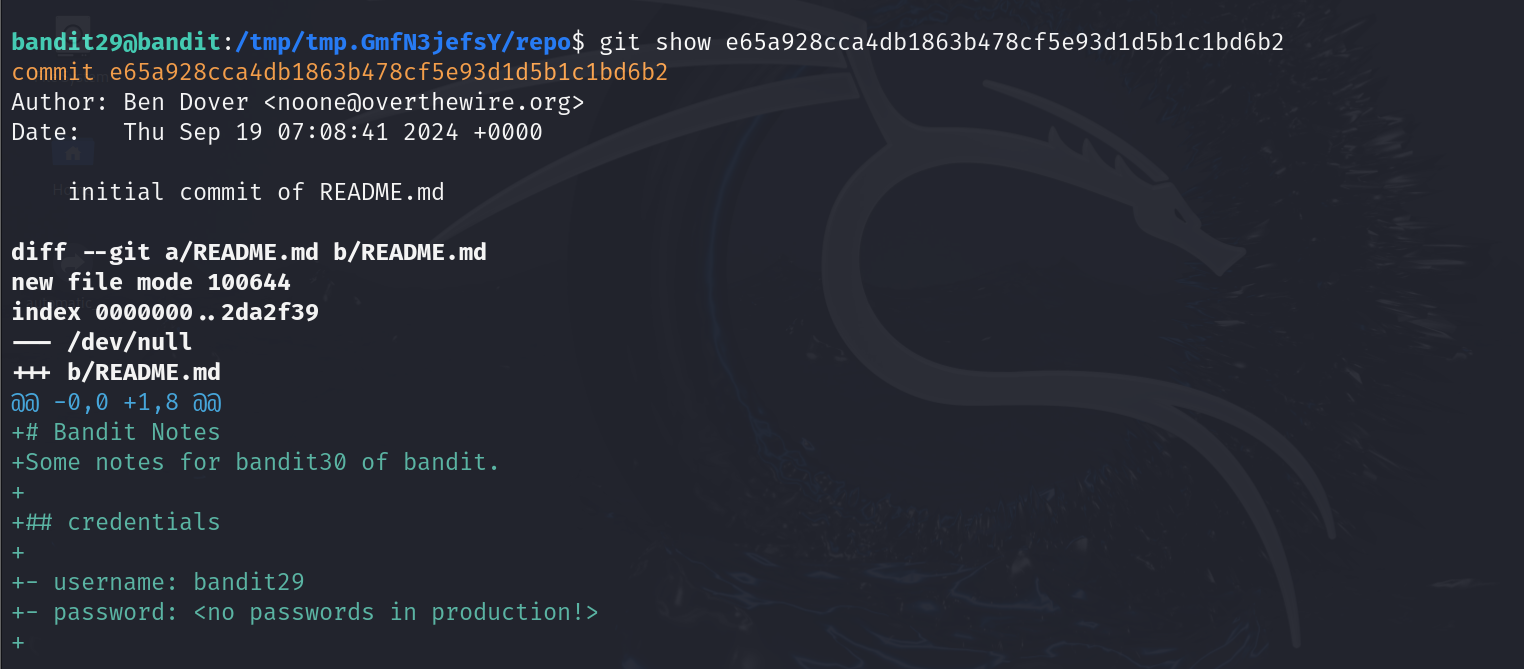 bandit29@bandit:/tmp/tmp.GmfN3jefsY/repo$ git show e65a928cca4db1863b478cf5e93d1d5b1c1bd6b2
commit e65a928cca4db1863b478cf5e93d1d5b1c1bd6b2
Author: Ben Dover <noone@overthewire.org>
Date:   Thu Sep 19 07:08:41 2024 +0000
    initial commit of README.md
diff --git a/README.md b/README.md
new file mode 100644
index 0000000..2da2f39
--- /dev/null
+++ b/README.md
@@ -0,0 +1,8 @@
+# Bandit Notes
+Some notes for bandit30 of bandit.
+
+## credentials
+
+- username: bandit29
+- password: <no passwords in production!>
+